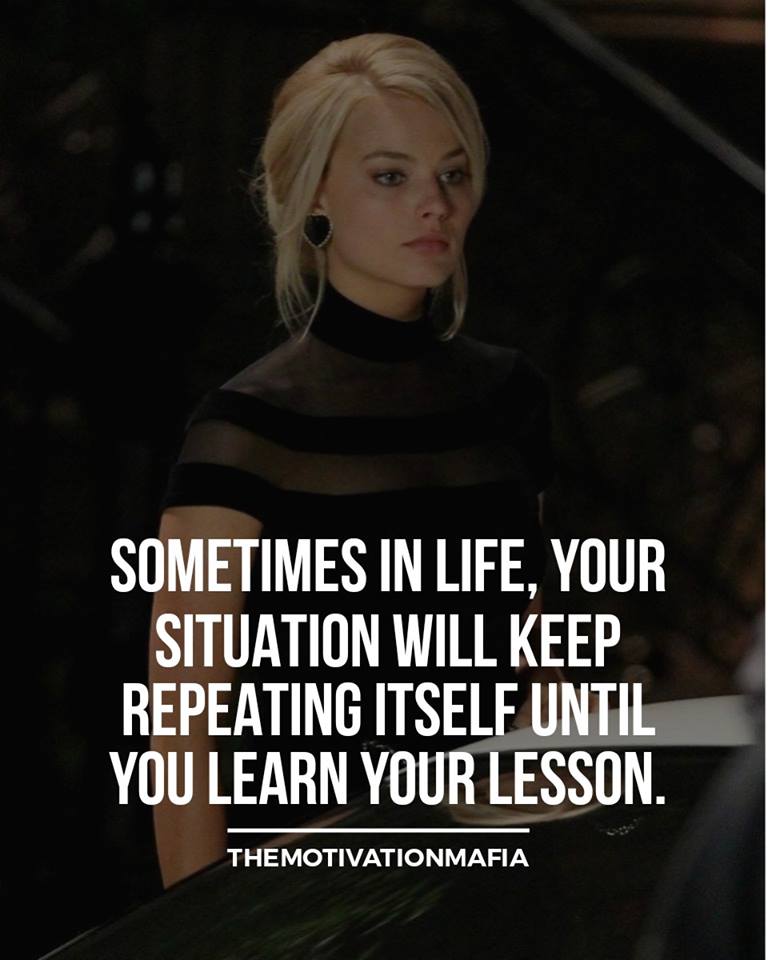 SOMETIMES IN LIFE, YOUR
SITUATION WILL KEEP
REPEATING ITSELF UNTIL
YOU LEARN YOUR LESSON.
THEMOTIVATIONMAFIA